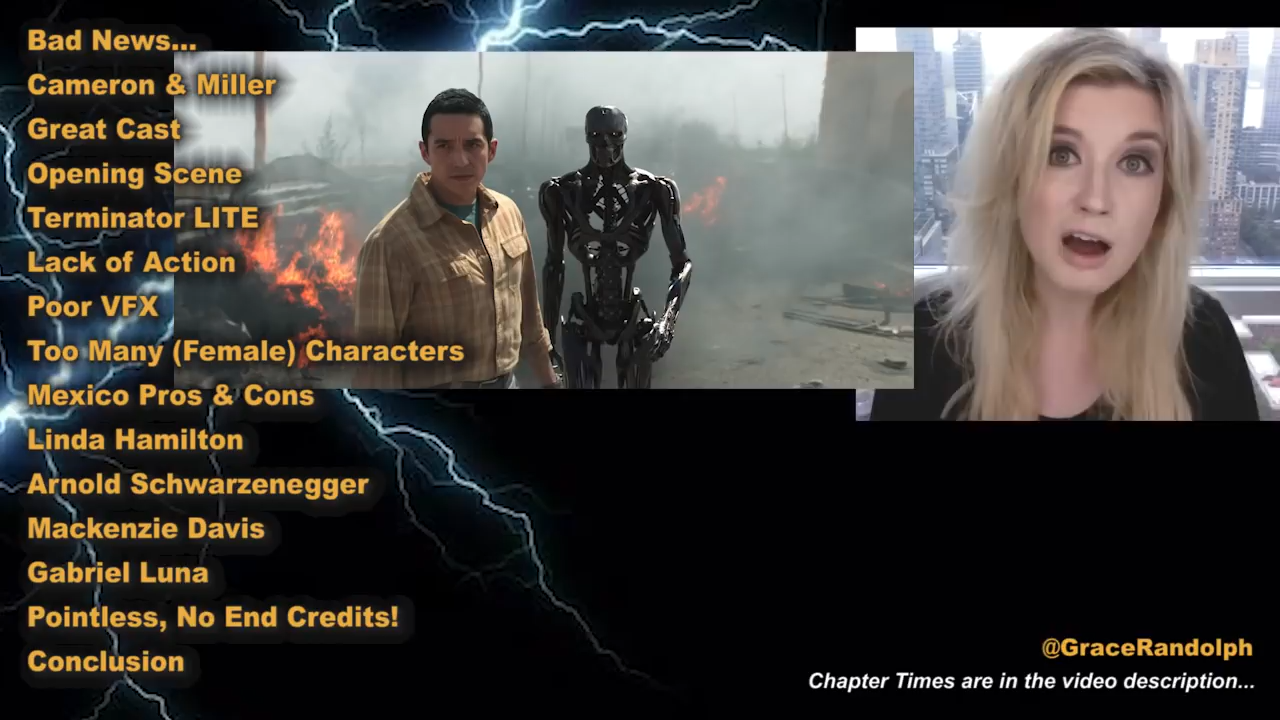 Bad News...
Cameron & Miller
Great Cast
Opening Scene
Terminator LITE
Lack of Action
Poor VFX
Too Many (Female) Characters
Mexico Pros & Cons
Linda Hamilton
Arnold Schwarzenegger
Mackenzie Davis
Gabriel Luna
Pointless, No End Credits!
Conclusion
@GraceRandolph
Chapter Times are in the video description...